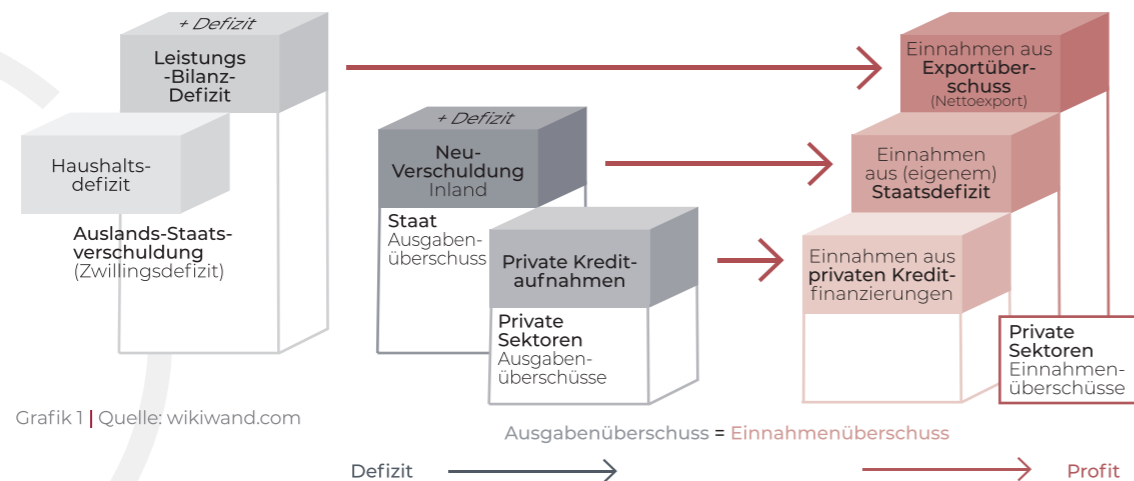 + Defizit
Leistungs
-Bilanz-
Defizit
Haushalts-
defizit
Auslands-Staats-
verschuldung
(Zwillingsdefizit)
+ Defizit
Neu-
Verschuldung
Inland
Staat
Ausgaben-
überschuss
Private Kredit-
aufnahmen
Private
Sektoren
Ausgaben-
überschüsse
Einnahmen aus
Exportüber-
schuss
(Nettoexport)
Einnahmen
aus (eigenem)
Staatsdefizit
Einnahmen aus
privaten Kredit-
finanzierungen
Private
Sektoren
Einnahmen-
überschüsse
Grafik 1 | Quelle: wikiwand.com
Ausgabenüberschuss = Einnahmenüberschuss
Defizit
Profit